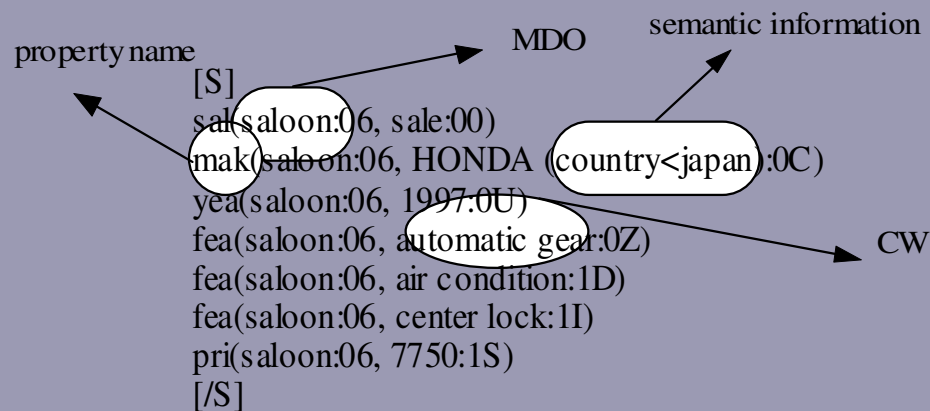 semantic information
MDO
property name
[S]
sal(saloon:06, sale:00)
mak(saloon:06, HONDA (country<japan):0C)
yea(saloon:06, 1997:0U)
fea(saloon:06, automatic gear:0Z)
CW
fea(saloon:06, air condition:1D)
fea(saloon:06, center lock:1I)
pri(saloon:06, 7750:1S)
[/S]